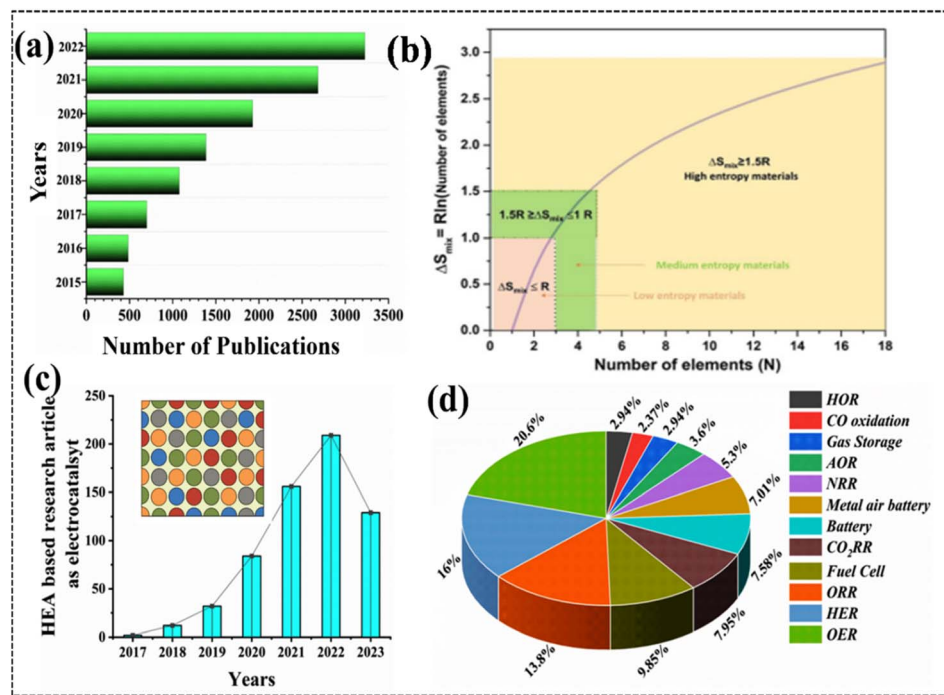 (a)
Years
2022
2021
2020
2019
2018
2017
2016
2015
0 500 1000 1500 2000 2500 3000 3500
Number of Publications
(b)
ΔSmix= Rln(Number of elements)
3.0
2.5
2.0
1.5
1.0
0.5
0.0
ΔSmix≥1.5R
High entropy materials
1.5R ≥ΔSmix ≤1 R
Medium entropy materials
ΔSmix ≤ R
Low entropy materials
0 2 4 6 8 10 12 14 16 18
Number of elements (N)
(c)
HEA based research article
as electrocatalsy
250
200
150
100
50
0
2017 2018 2019 2020 2021 2022 2023
Years
(d)
20.6%
2.94%
2.37%
2.94%
3.6%
5.3%
7.01%
7.58%
7.95%
9.85%
13.8%
16%
HOR
CO oxidation
Gas Storage
AOR
NRR
Metal air battery
Battery
CO₂RR
Fuel Cell
ORR
HER
OER